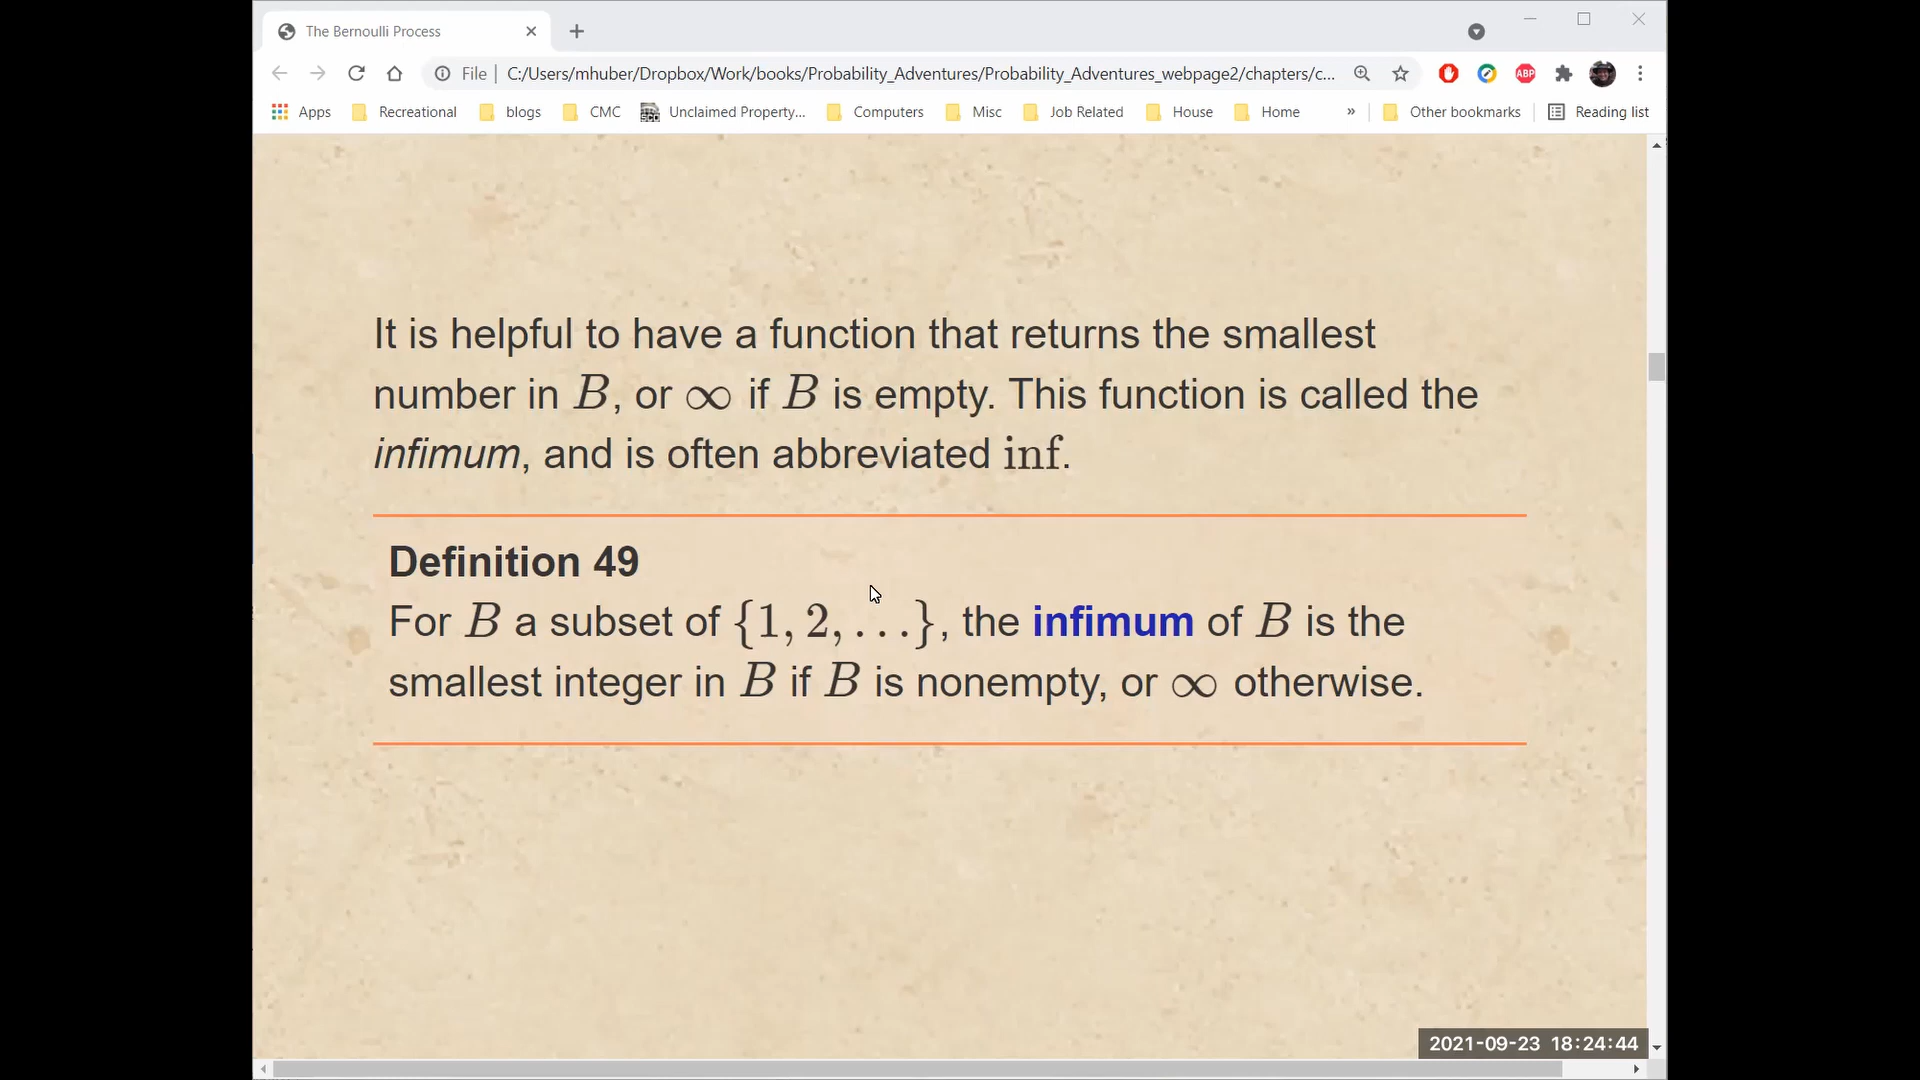 The Bernoulli Process
File | C:/Users/mhuber/Dropbox/Work/books/Probability_Adventures/Probability_Adventures_webpage2/chapters/c...
ABP
Apps Recreational blogs CMC Unclaimed Property... Computers Misc Job Related House Home » Other bookmarks Reading list
It is helpful to have a function that returns the smallest
number in B, or ∞ if B is empty. This function is called the
infimum, and is often abbreviated inf.
Definition 49
For B a subset of {1, 2, ...}, the infimum of B is the
smallest integer in B if B is nonempty, or ∞ otherwise.
2021-09-23 18:24:44